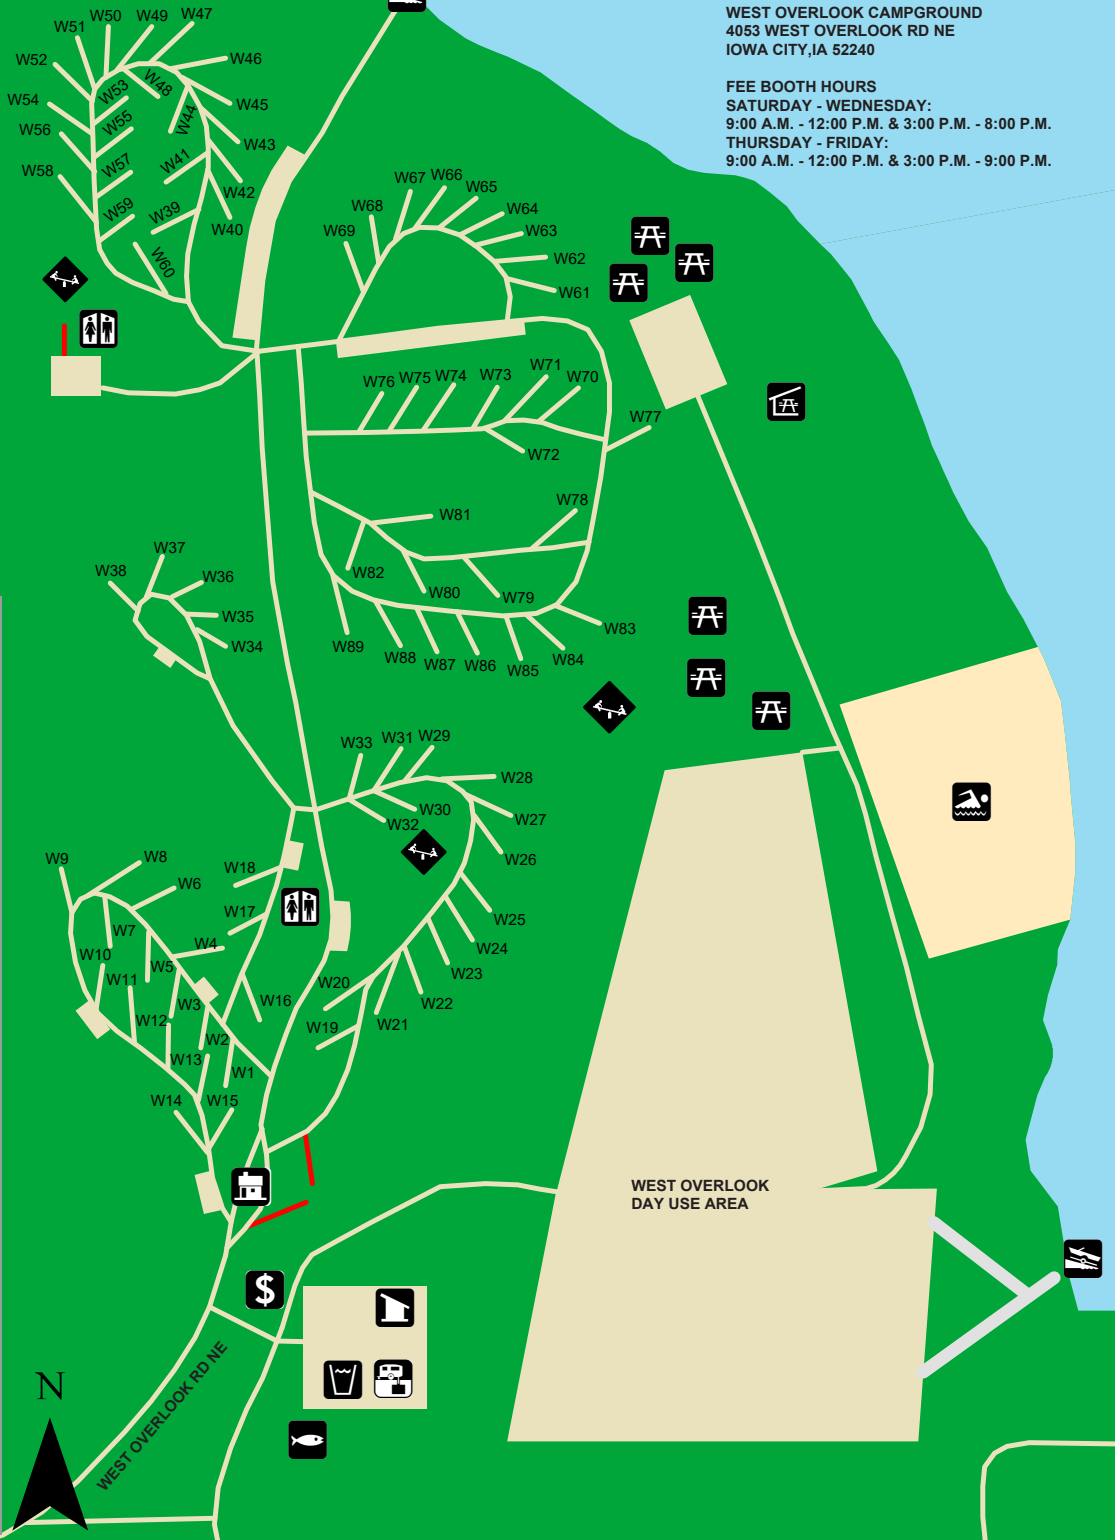 WEST OVERLOOK CAMPGROUND
4053 WEST OVERLOOK RD NE
IOWA CITY,IA 52240
FEE BOOTH HOURS
SATURDAY - WEDNESDAY:
9:00 A.M. - 12:00 P.M. & 3:00 P.M. - 8:00 P.M.
THURSDAY - FRIDAY:
9:00 A.M. - 12:00 P.M. & 3:00 P.M. - 9:00 P.M.
W47
W49
W50
W51
W52
W46
W48
W53
W54
W45
W44
W55
W56
W43
W41
W57
W58
W42
W39
W59
W40
W60
W67
W66
W65
W68
W64
W69
W63
W62
W61
W71
W70
W76
W75
W74
W73
W77
W72
W78
W81
W82
W80
W79
W83
W89
W88
W87
W86
W85
W84
W37
W38
W36
W35
W34
W33
W31
W29
W28
W30
W32
W27
W26
W9
W8
W18
W6
W17
W25
W7
W4
W24
W10
W5
W23
W11
W20
W3
W16
W22
W12
W21
W19
W2
W13
W1
W14
W15
WEST OVERLOOK
DAY USE AREA
$
WEST OVERLOOK RD NE
N